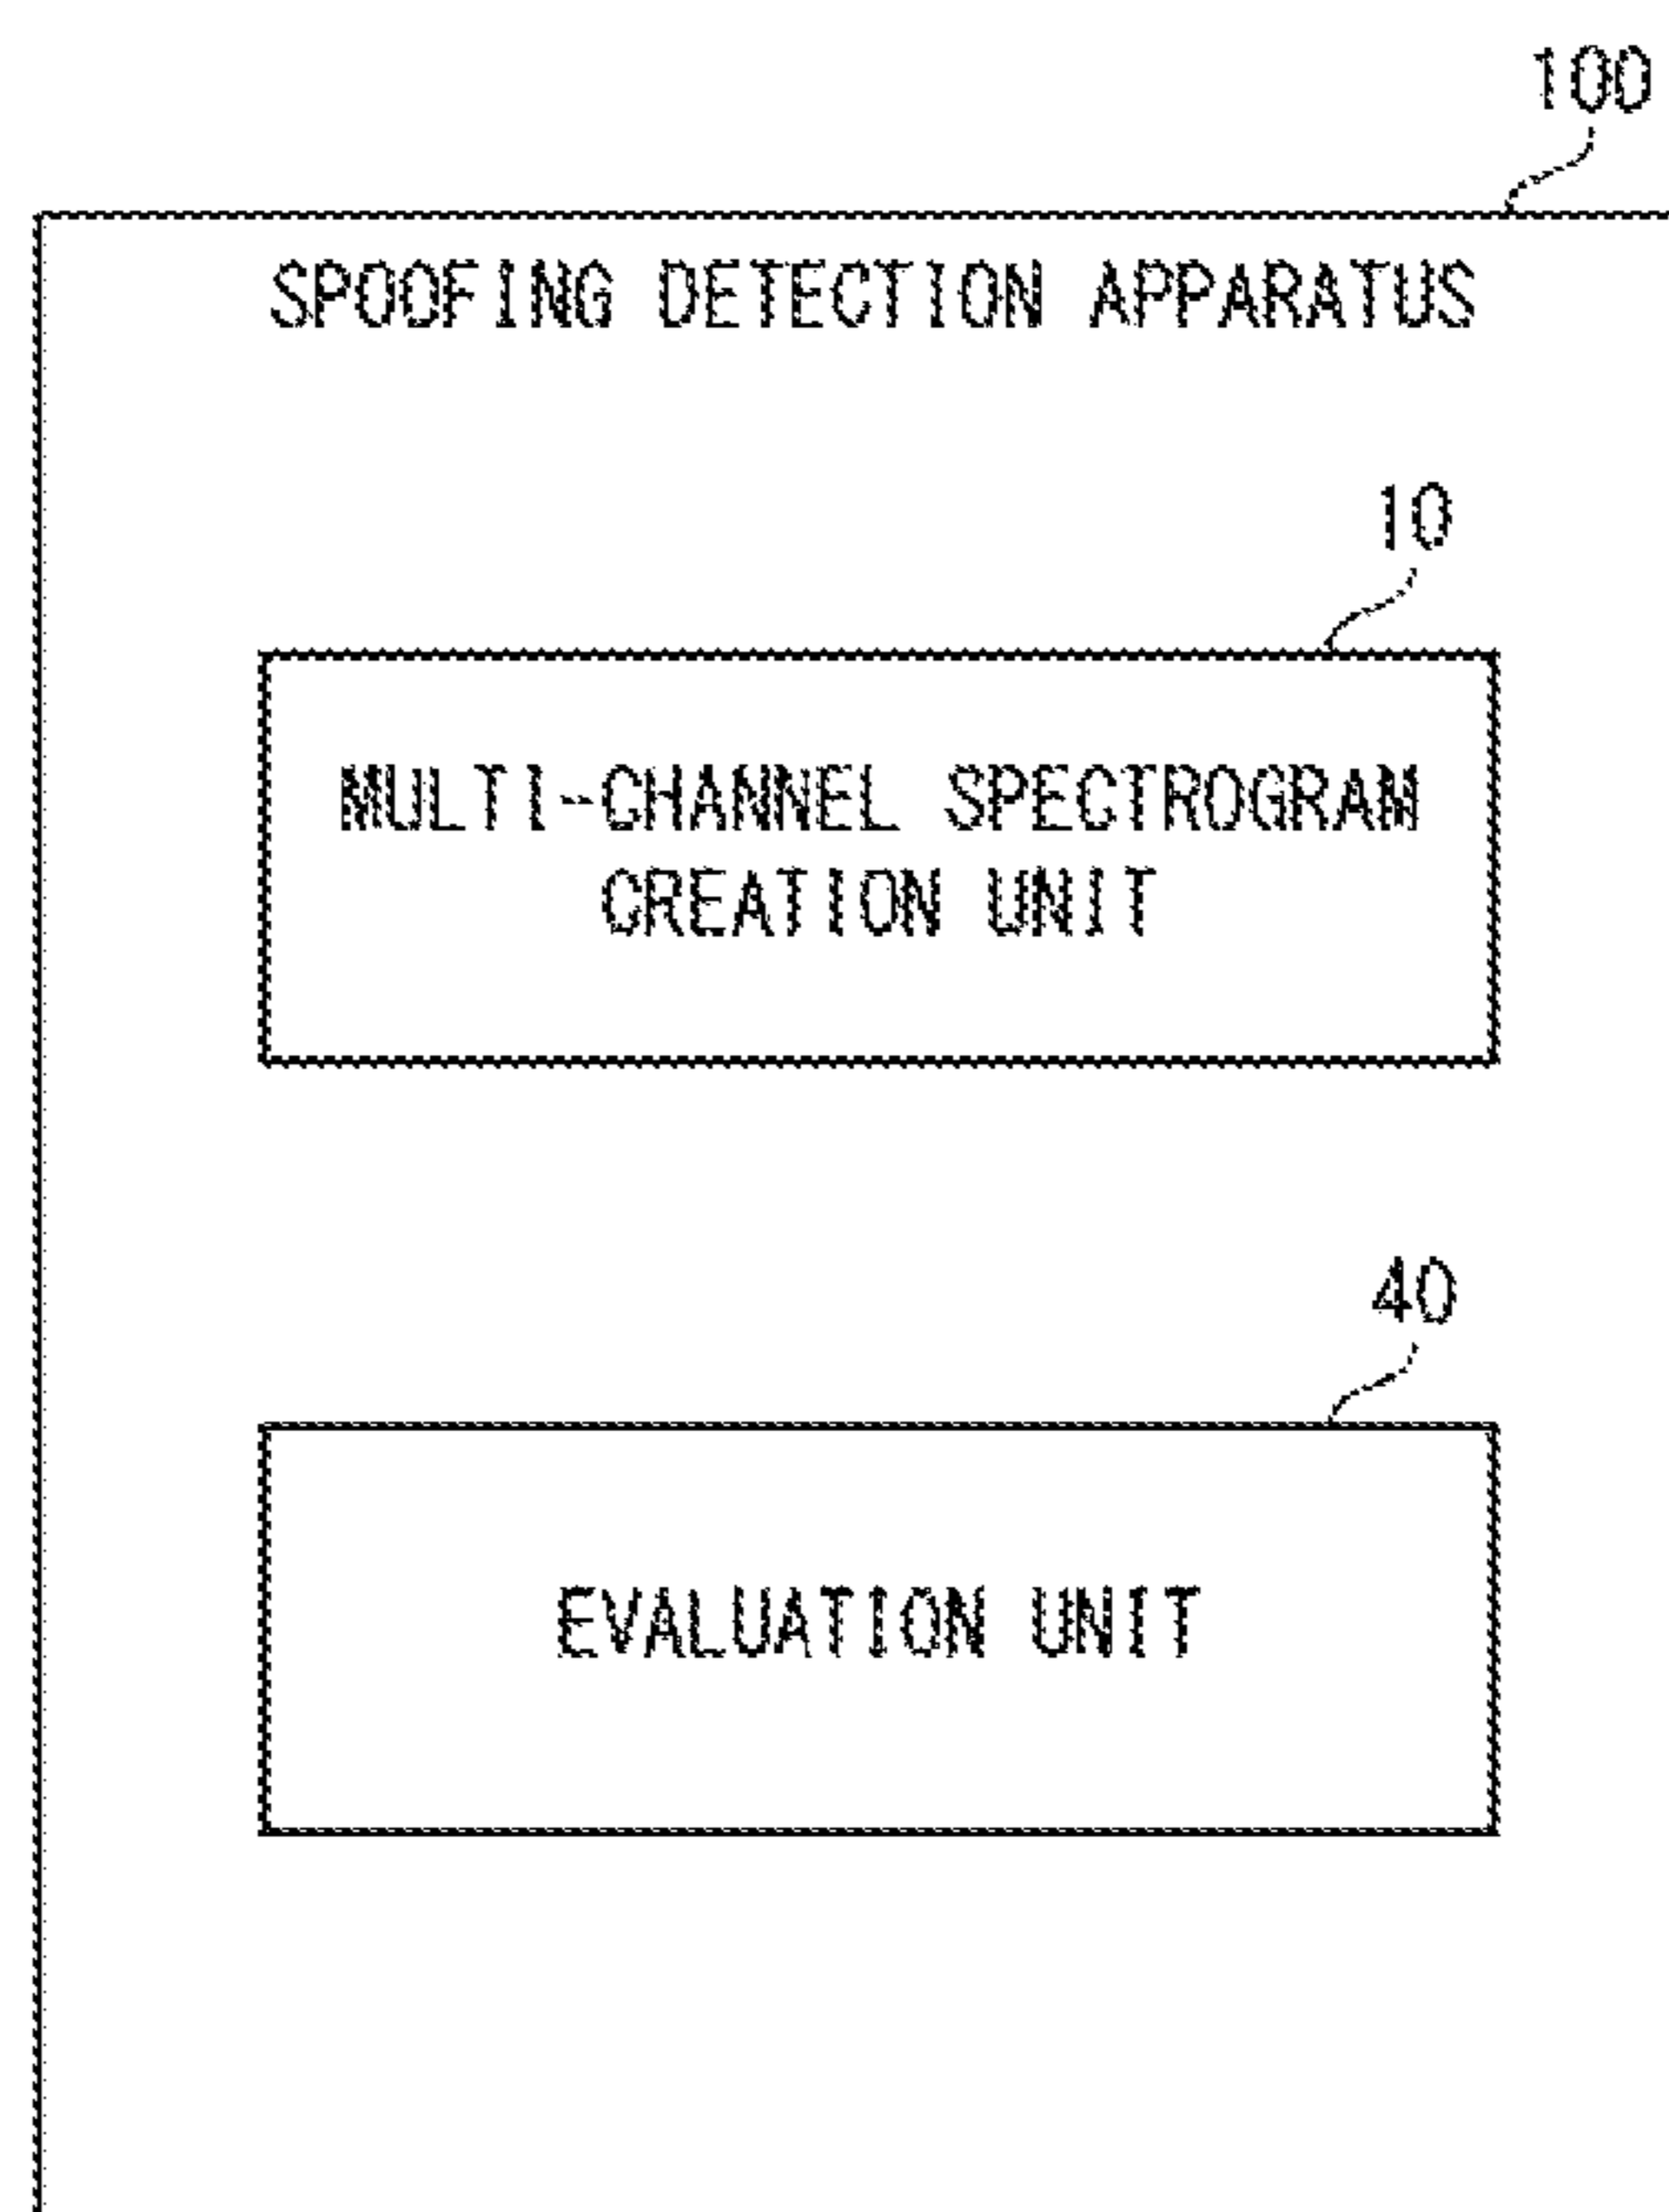 100
SPOOFING DETECTION APPARATUS
10
MULTI-CHANNEL SPECTROGRAM
CREATION UNIT
40
EVALUATION UNIT